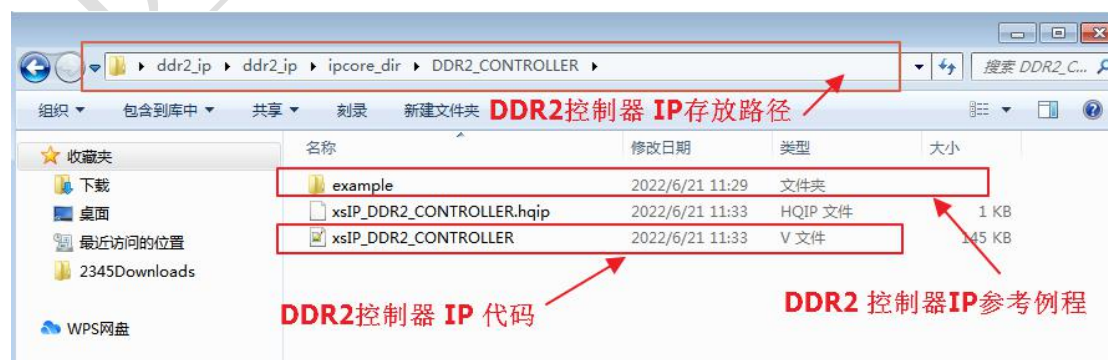 ddr2_ip ▸ ddr2_ip ▸ ipcore_dir ▸ DDR2_CONTROLLER ▸
搜索 DDR2_C...
组织 包含到库中 共享 刻录 新建文件夹
DDR2控制器 IP存放路径
名称 修改日期 类型 大小
收藏夹
下载
桌面
最近访问的位置
2345Downloads
WPS网盘
example 2022/6/21 11:29 文件夹
xsIP_DDR2_CONTROLLER.hqip 2022/6/21 11:33 HQIP 文件 1 KB
xsIP_DDR2_CONTROLLER 2022/6/21 11:33 V 文件 145 KB
DDR2控制器 IP 代码
DDR2 控制器IP参考例程